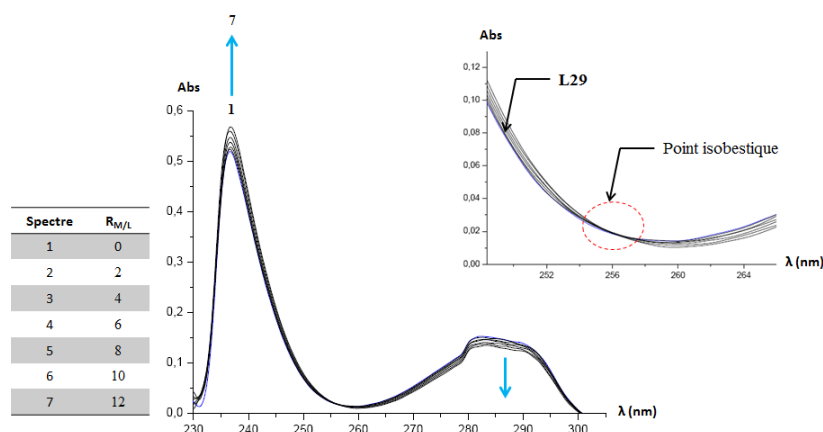 7
Abs
1
0,6
0,5
0,4
0,3
0,2
0,1
0,0
230 240 250 260 270 280 290 300
λ (nm)
Spectre R M/L
1 0
2 2
3 4
4 6
5 8
6 10
7 12
Abs
0,12
0,10
0,08
0,06
0,04
0,02
0,00
252 256 260 264
λ (nm)
L29
Point isobestique